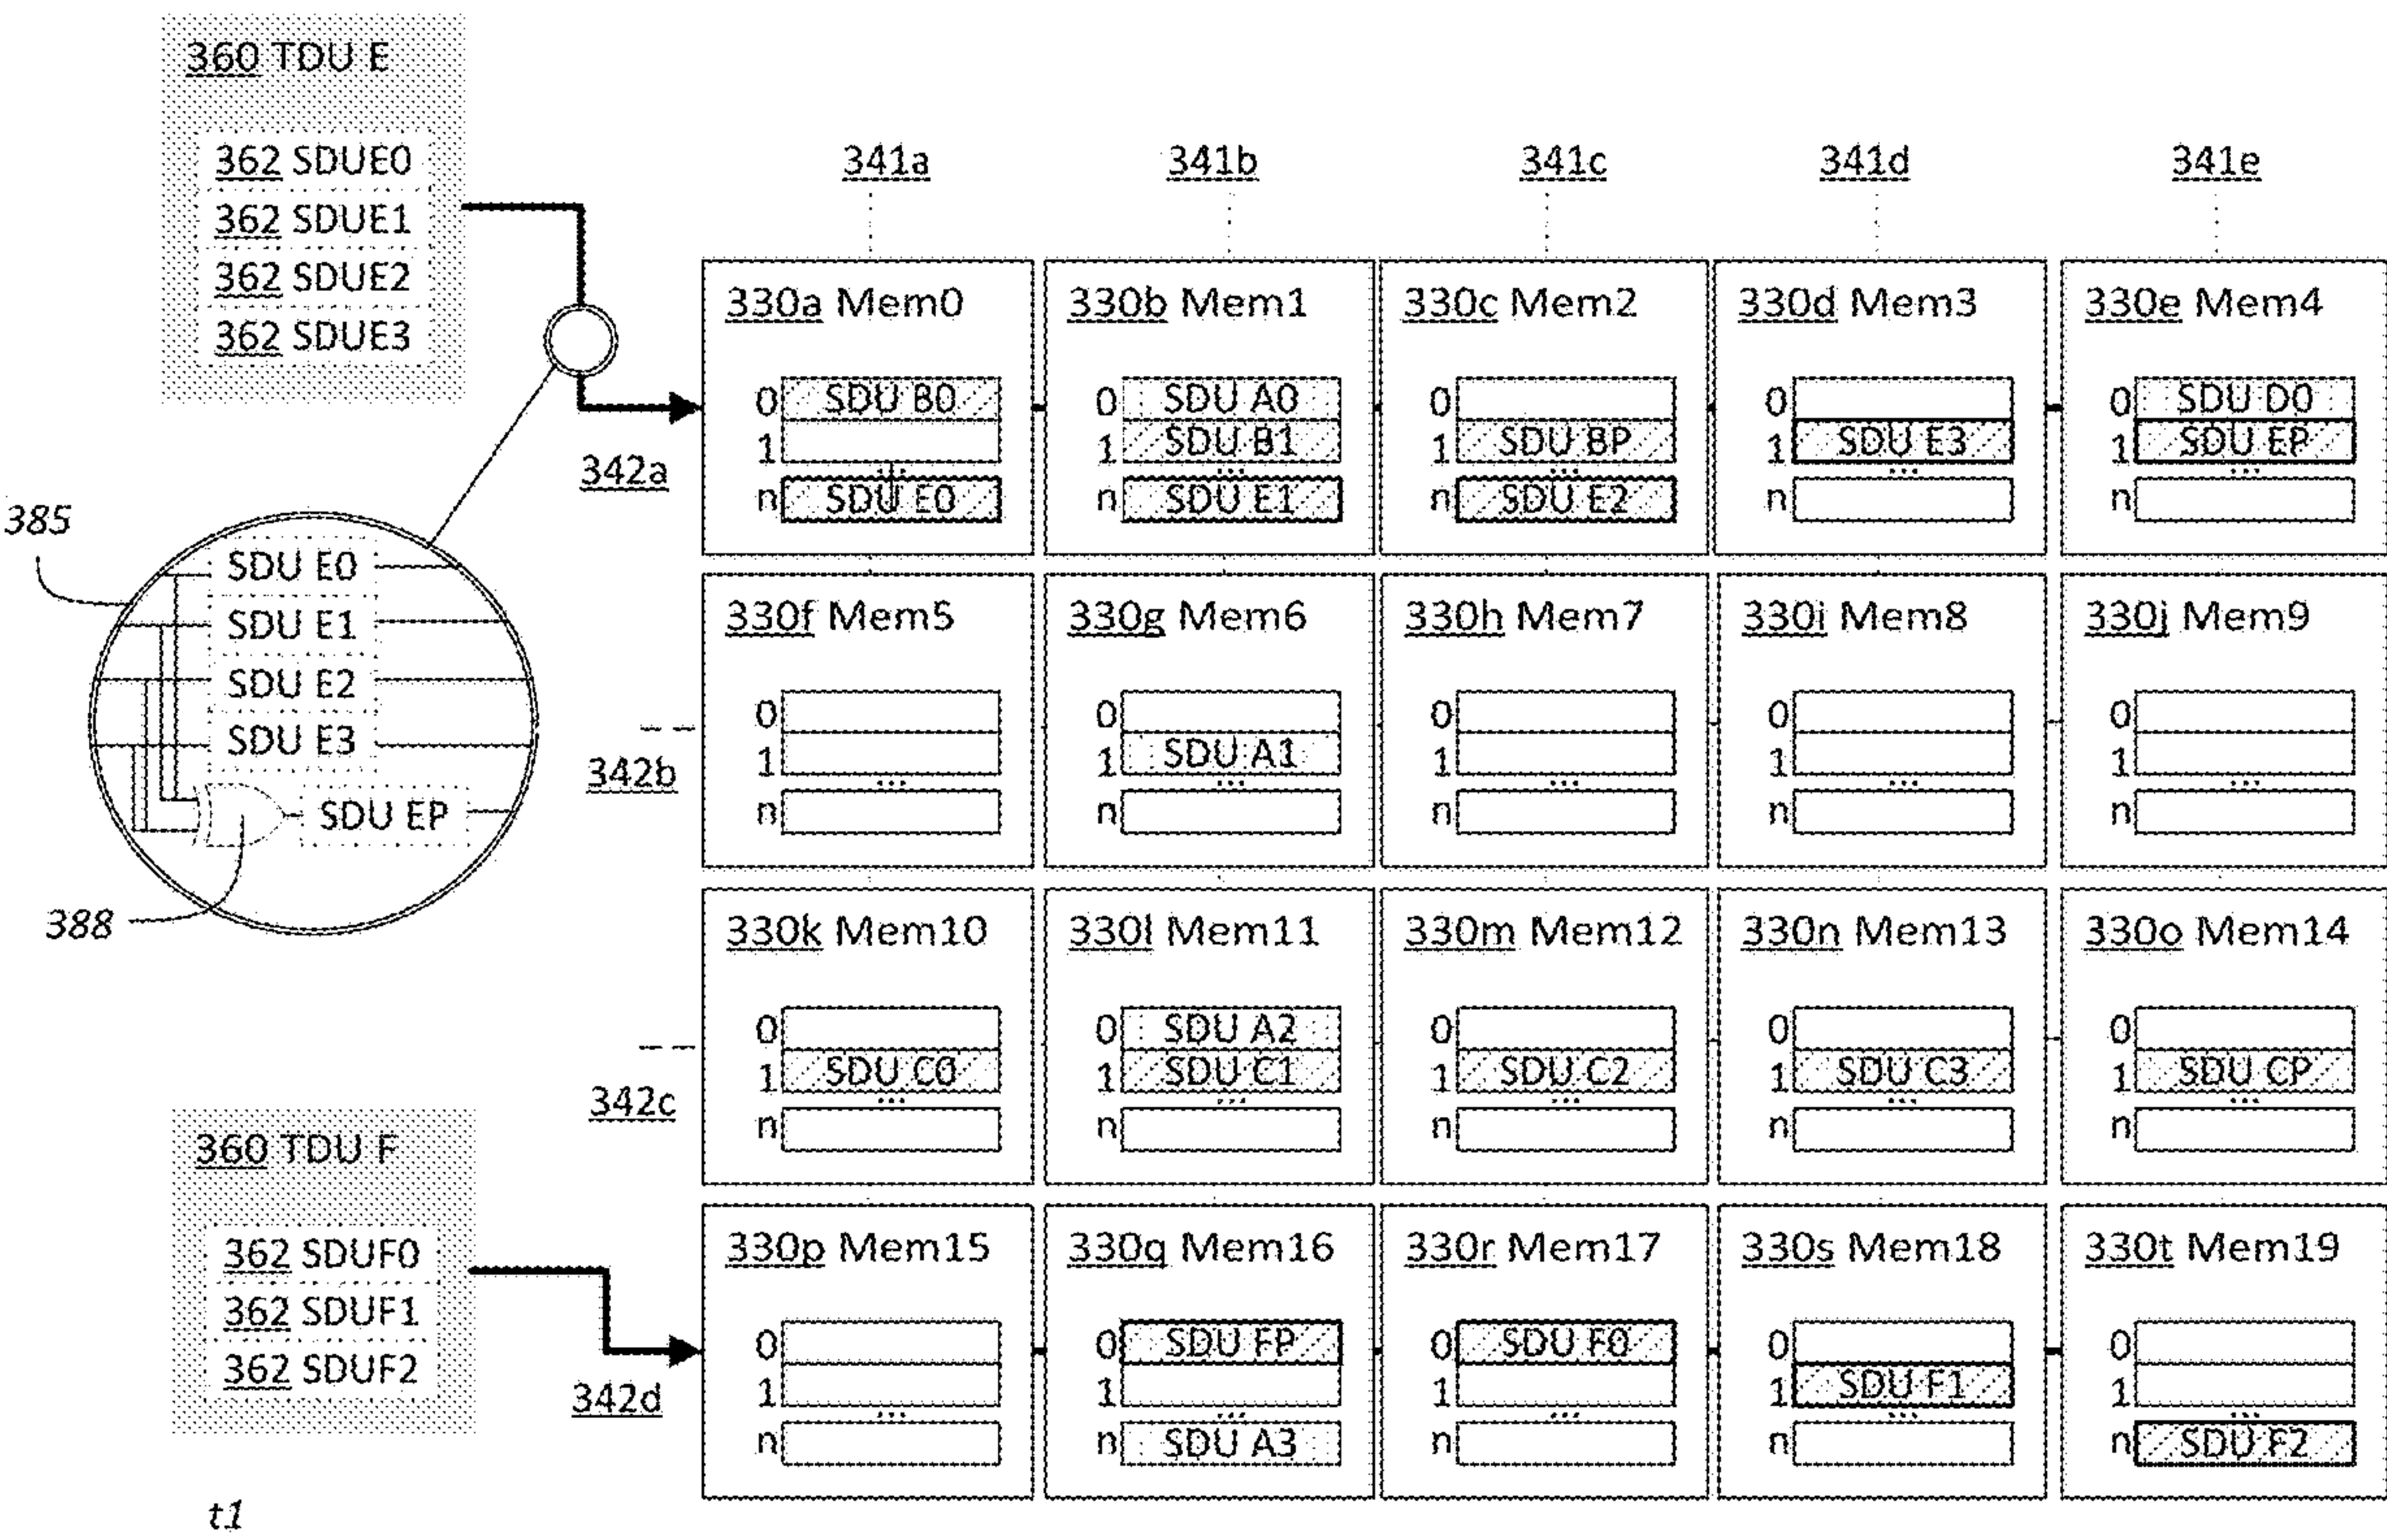 360 TDU E
362 SDUE0
362 SDUE1
362 SDUE2
362 SDUE3
341a 341b 341c 341d 341e
342a
330a Mem0
0 SDU B0
1
...
n SDU E0
330b Mem1
0 SDU A0
1 SDU B1
...
n SDU E1
330c Mem2
0
1 SDU BP
...
n SDU E2
330d Mem3
0
1 SDU E3
...
n
330e Mem4
0 SDU D0
1 SDU EP
...
n
385
SDU E0
SDU E1
SDU E2
SDU E3
SDU EP
388
342b
330f Mem5
0
1
...
n
330g Mem6
0
1 SDU A1
...
n
330h Mem7
0
1
...
n
330i Mem8
0
1
...
n
330j Mem9
0
1
...
n
342c
330k Mem10
0
1 SDU C0
...
n
330l Mem11
0 SDU A2
1 SDU C1
...
n
330m Mem12
0
1 SDU C2
...
n
330n Mem13
0
1 SDU C3
...
n
330o Mem14
0
1 SDU CP
...
n
360 TDU F
362 SDUF0
362 SDUF1
362 SDUF2
342d
330p Mem15
0
1
...
n
330q Mem16
0 SDU FP
1
...
n SDU A3
330r Mem17
0 SDU F0
1
...
n
330s Mem18
0
1 SDU F1
...
n
330t Mem19
0
1
...
n SDU F2
t1